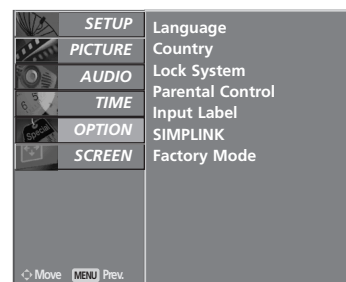 SETUP
PICTURE
AUDIO
TIME
OPTION
SCREEN
Language
Country
Lock System
Parental Control
Input Label
SIMPLINK
Factory Mode
Special
Move MENU Prev.